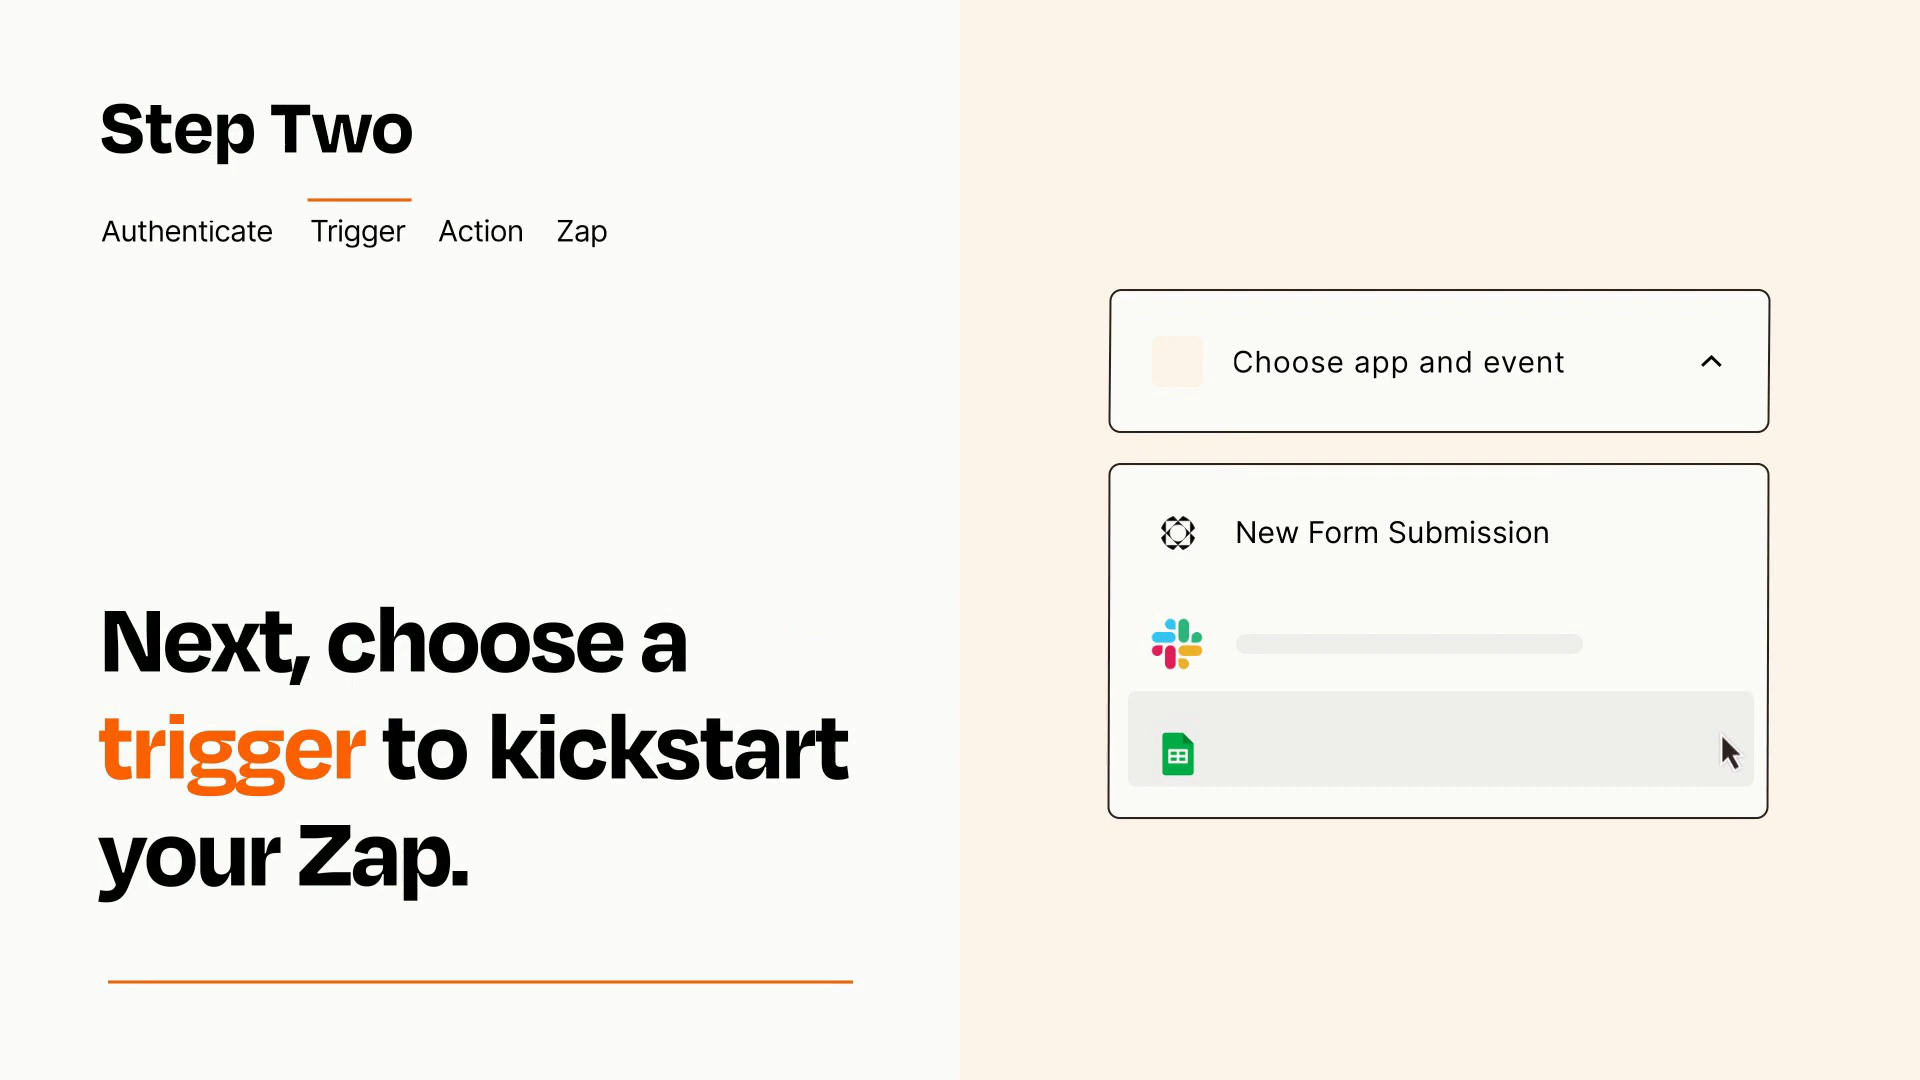 Step Two
Authenticate Trigger Action Zap
Next, choose a
trigger to kickstart
your Zap.
Choose app and event
New Form Submission